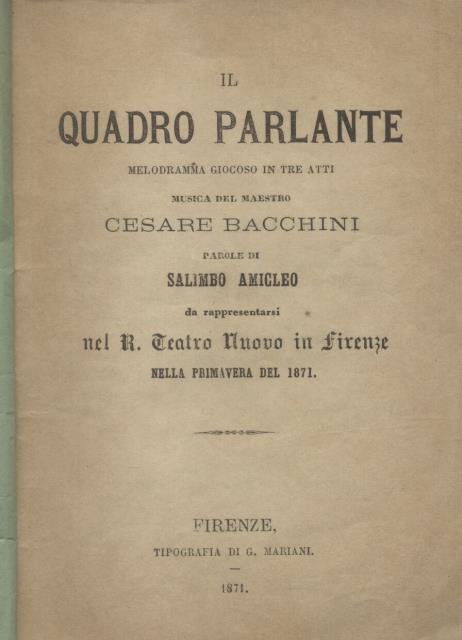 IL
QUADRO PARLANTE
MELODRAMMA GIOCOSO IN TRE ATTI
MUSICA DEL MAESTRO
CESARE BACCHINI
PAROLE DI
SALIMBO AMICLEO
da rappresentarsi
nel R. Teatro Nuovo in Firenze
NELLA PRIMAVERA DEL 1871.
FIRENZE,
TIPOGRAFIA DI G. MARIANI.
—
1871.